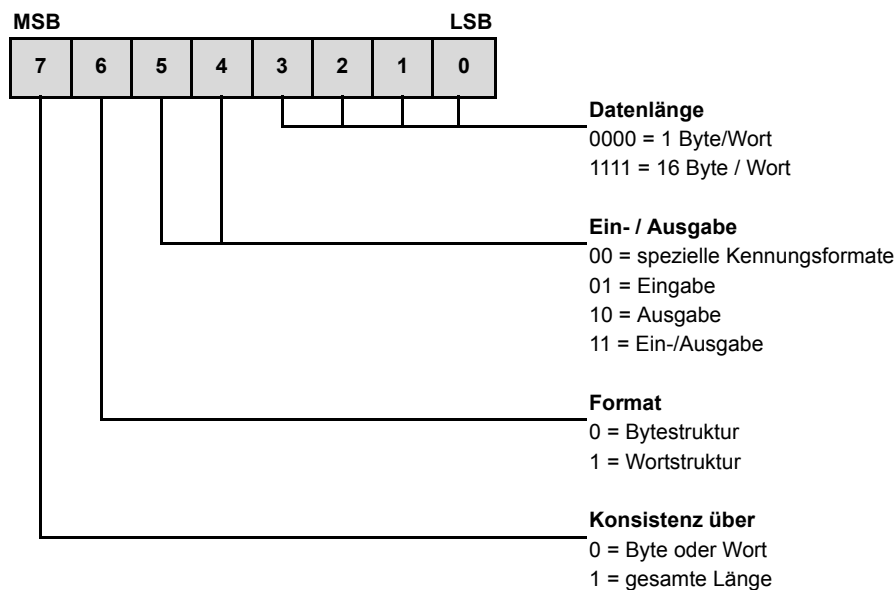 MSB LSB
7 6 5 4 3 2 1 0
Datenlänge
0000 = 1 Byte/Wort
1111 = 16 Byte / Wort
Ein- / Ausgabe
00 = spezielle Kennungsformate
01 = Eingabe
10 = Ausgabe
11 = Ein-/Ausgabe
Format
0 = Bytestruktur
1 = Wortstruktur
Konsistenz über
0 = Byte oder Wort
1 = gesamte Länge